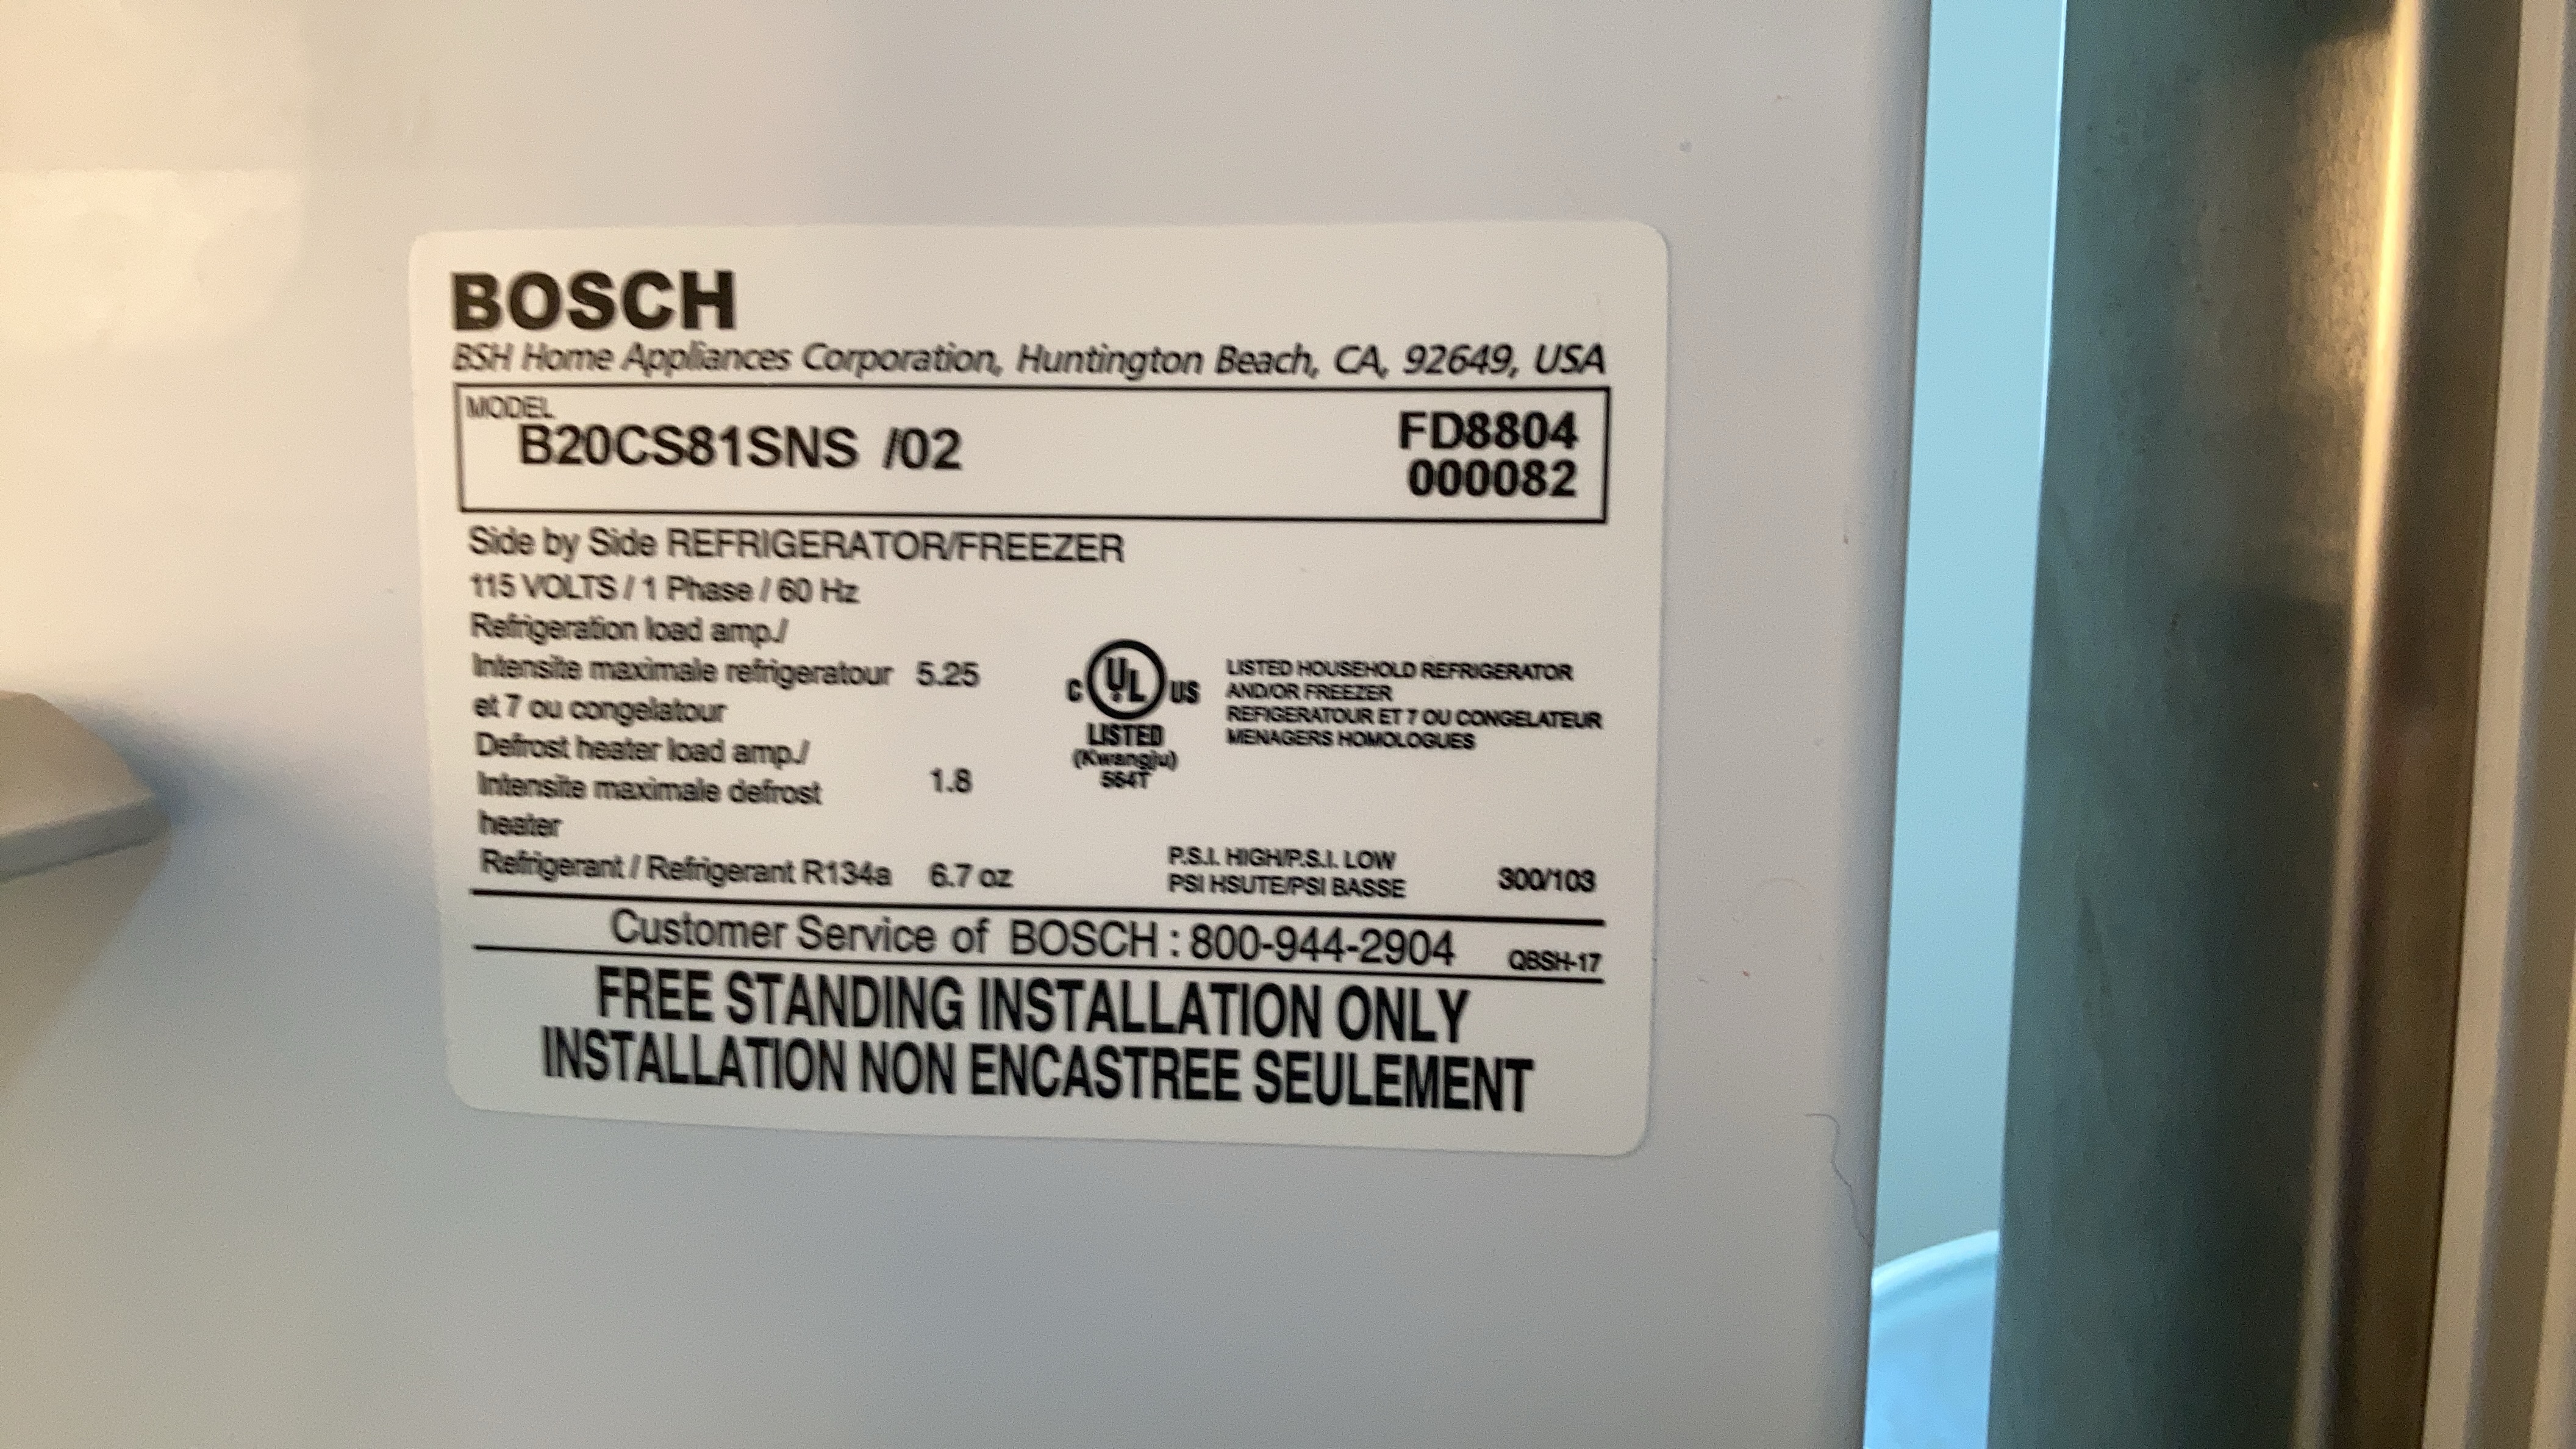 BOSCH
BSH Home Appliances Corporation, Huntington Beach, CA, 92649, USA
MODEL
B20CS81SNS /02
FD8804
000082
Side by Side REFRIGERATOR/FREEZER
115 VOLTS / 1 Phase / 60 Hz
Refrigeration load amp./
Intensite maximale refrigeratour 5.25
et 7 ou congelatour
Defrost heater load amp./
Intensite maximale defrost 1.8
heater
Refrigerant / Refrigerant R134a 6.7 oz
C UL US
LISTED
(Kwangju)
564T
LISTED HOUSEHOLD REFRIGERATOR
AND/OR FREEZER
REFIGERATOUR ET 7 OU CONGELATEUR
MENAGERS HOMOLOGUES
P.S.I. HIGH/P.S.I. LOW
PSI HSUTE/PSI BASSE 300/103
Customer Service of BOSCH : 800-944-2904 QBSH-17
FREE STANDING INSTALLATION ONLY
INSTALLATION NON ENCASTREE SEULEMENT